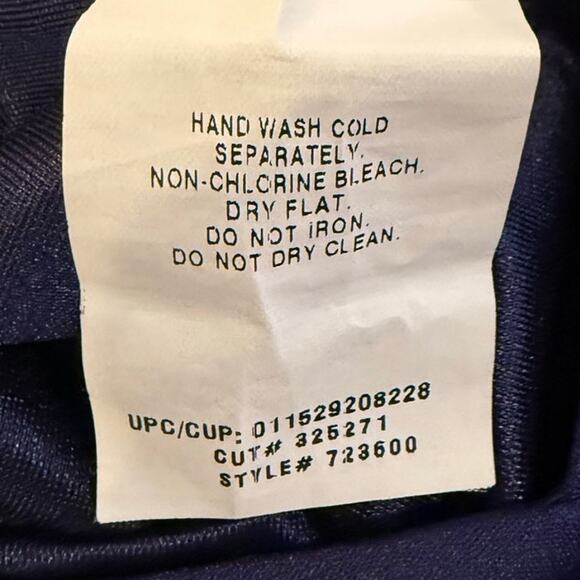 HAND WASH COLD
SEPARATELY.
NON-CHLORINE BLEACH.
DRY FLAT.
DO NOT IRON.
DO NOT DRY CLEAN.
UPC/CUP: 011529208228
CUT# 325271
STYLE# 723600